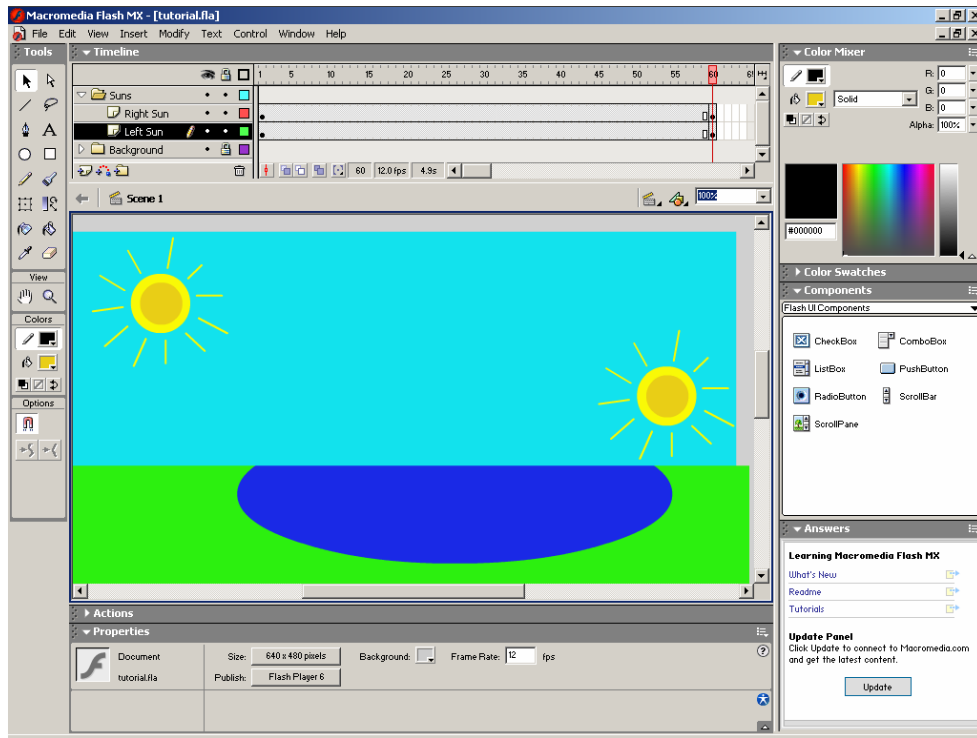 Macromedia Flash MX - [tutorial.fla]
File Edit View Insert Modify Text Control Window Help
Tools
Timeline
1 5 10 15 20 25 30 35 40 45 50 55 60
Suns
Right Sun
Left Sun
Background
60 12.0 fps 4.9s
Scene 1
100%
A
View
Colors
Options
Color Mixer
R: 0
G: 0
Solid
B: 0
Alpha: 100%
#000000
Color Swatches
Components
Flash UI Components
CheckBox
ComboBox
ListBox
PushButton
RadioButton
ScrollBar
ScrollPane
Answers
Learning Macromedia Flash MX
What's New
Readme
Tutorials
Update Panel
Click Update to connect to Macromedia.com
and get the latest content.
Update
Actions
Properties
Document
Size: 640 x 480 pixels
Background:
Frame Rate: 12 fps
tutorial.fla
Publish: Flash Player 6